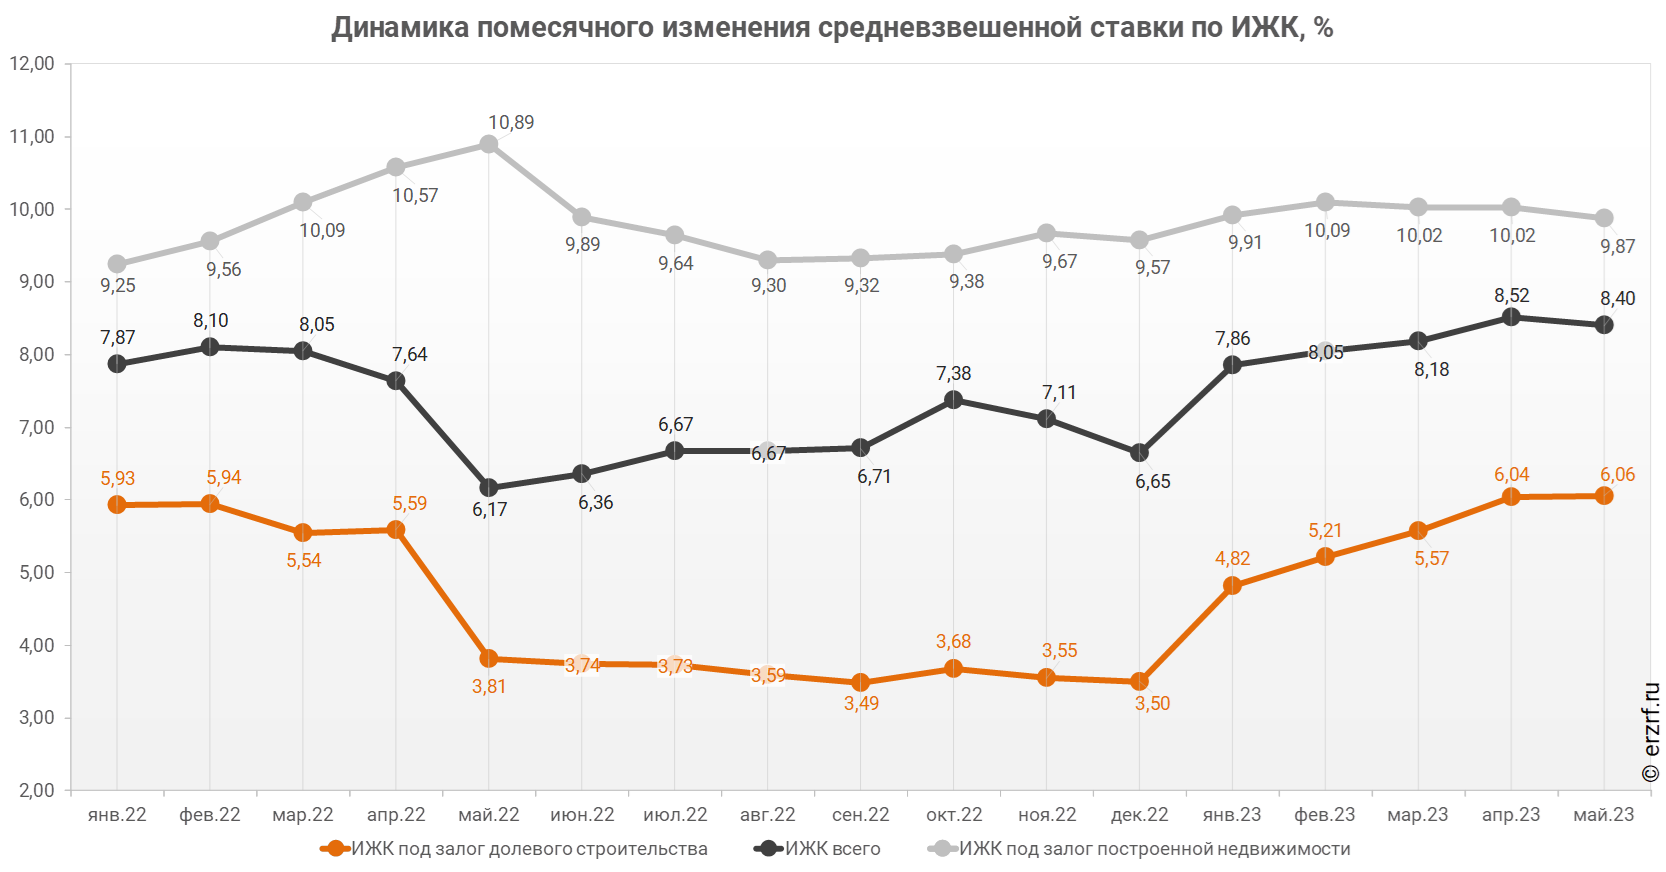 Динамика помесячного изменения средневзвешенной ставки по ИЖК, %
12,00
11,00
10,00
9,00
8,00
7,00
6,00
5,00
4,00
3,00
2,00
9,25 9,56 10,09 10,57 10,89 9,89 9,64 9,30 9,32 9,38 9,67 9,57 9,91 10,09 10,02 10,02 9,87
7,87 8,10 8,05 7,64 6,17 6,36 6,67 6,67 6,71 7,38 7,11 6,65 7,86 8,05 8,18 8,52 8,40
5,93 5,94 5,54 5,59 3,81 3,74 3,73 3,59 3,49 3,68 3,55 3,50 4,82 5,21 5,57 6,04 6,06
янв.22 фев.22 мар.22 апр.22 май.22 июн.22 июл.22 авг.22 сен.22 окт.22 ноя.22 дек.22 янв.23 фев.23 мар.23 апр.23 май.23
ИЖК под залог долевого строительства ИЖК всего ИЖК под залог построенной недвижимости
© erzrf.ru